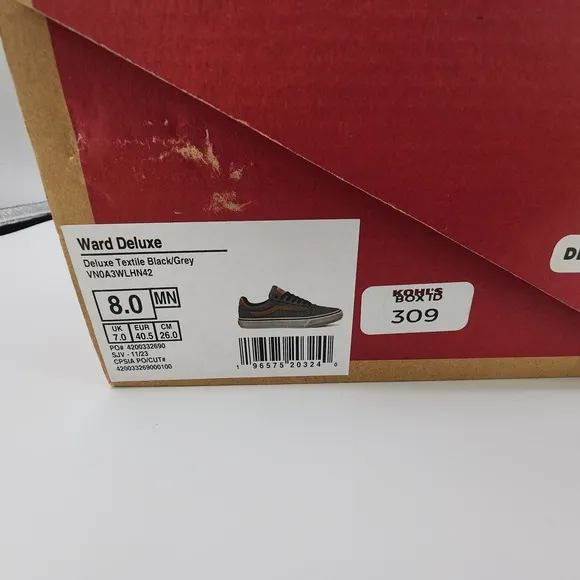 Ward Deluxe
Deluxe Textile Black/Grey
VN0A3WLHN42
8.0 MN
UK EUR CM
7.0 40.5 26.0
PO# 4200332690
SJV - 11/23
CPSIA PO/CUT#
420033269000100
1 96575 20324 0
KOHL'S
BOX ID
309